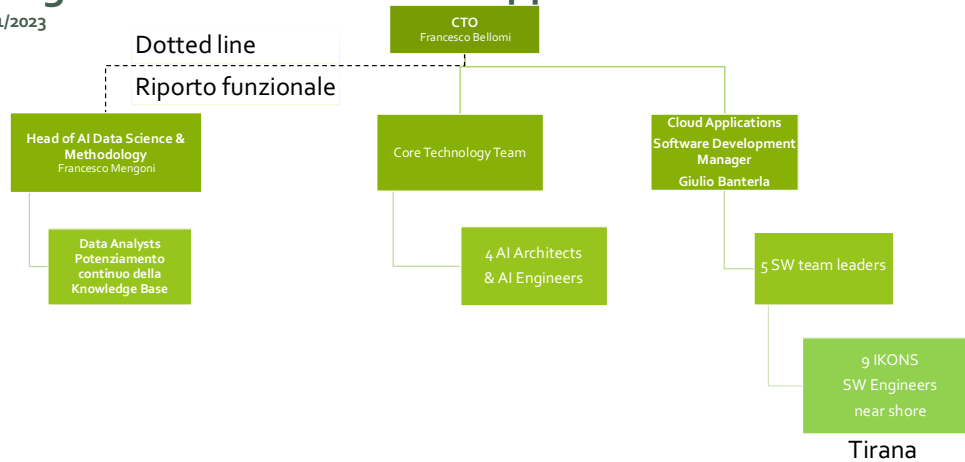 1/2023
CTO
Francesco Bellomi
Dotted line
Riporto funzionale
Head of AI Data Science &
Methodology
Francesco Mengoni
Core Technology Team
Cloud Applications
Software Development
Manager
Giulio Banterla
Data Analysts
Potenziamento
continuo della
Knowledge Base
4 AI Architects
& AI Engineers
5 SW team leaders
9 IKONS
SW Engineers
near shore
Tirana